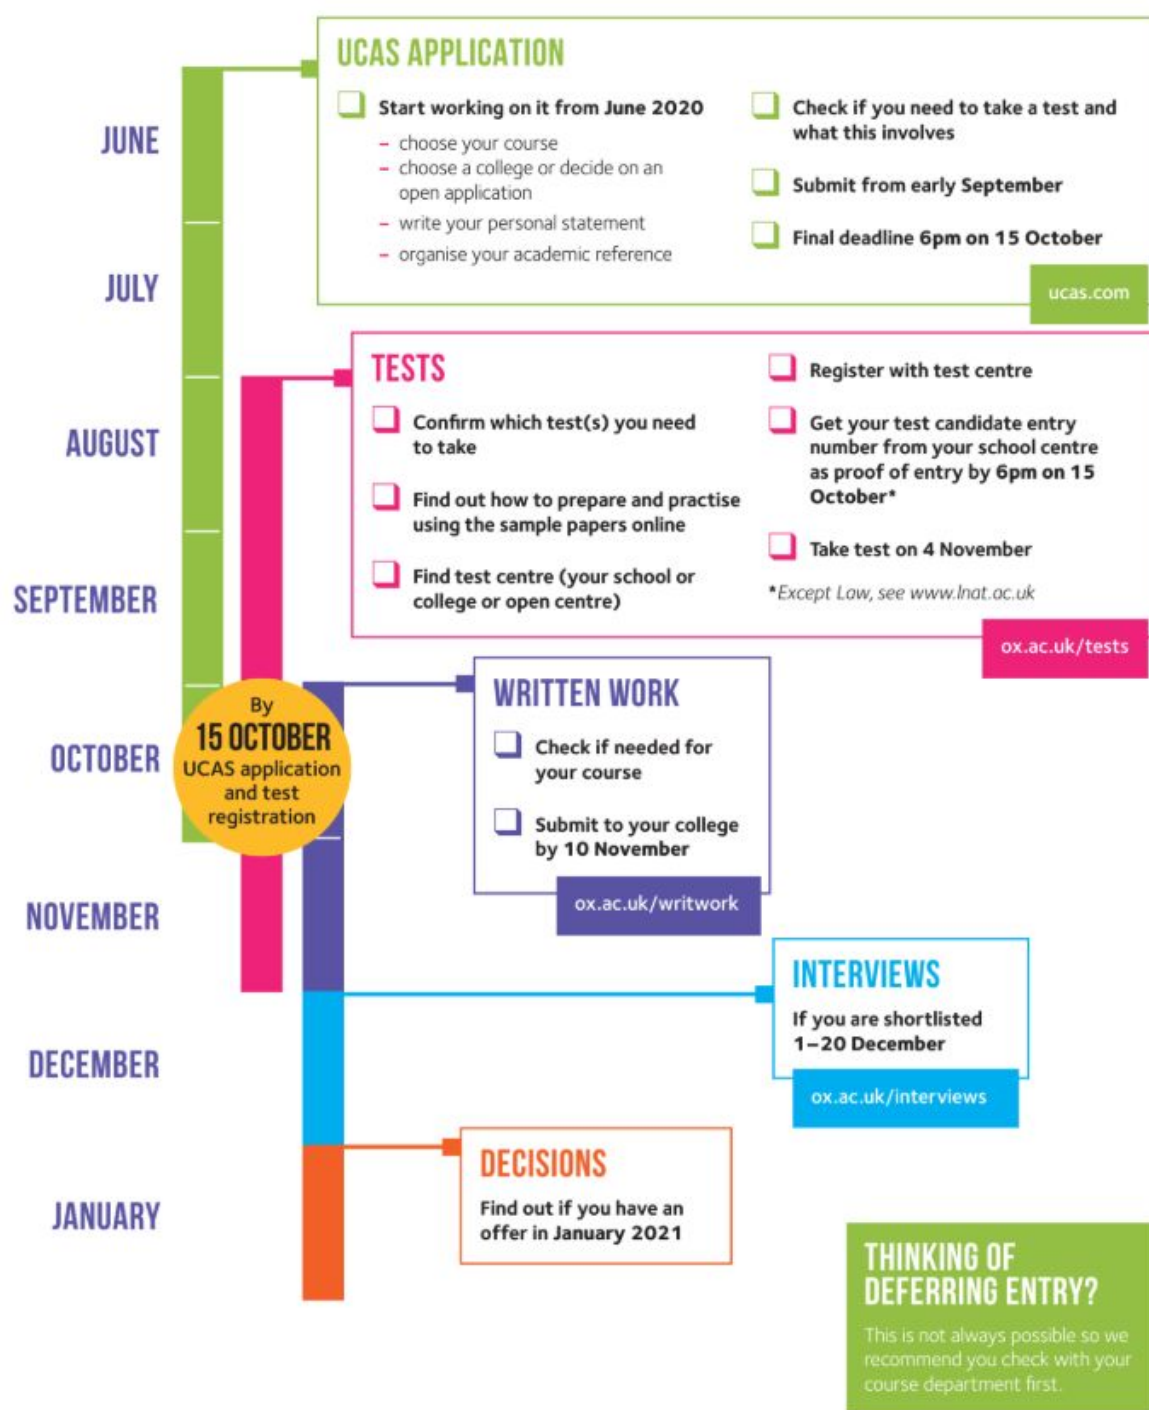 UCAS APPLICATION
Start working on it from June 2020
– choose your course
– choose a college or decide on an
open application
– write your personal statement
– organise your academic reference
Check if you need to take a test and
what this involves
Submit from early September
Final deadline 6pm on 15 October
ucas.com
JUNE
JULY
AUGUST
SEPTEMBER
OCTOBER
NOVEMBER
DECEMBER
JANUARY
TESTS
Confirm which test(s) you need
to take
Find out how to prepare and practise
using the sample papers online
Find test centre (your school or
college or open centre)
Register with test centre
Get your test candidate entry
number from your school centre
as proof of entry by 6pm on 15
October*
Take test on 4 November
*Except Law, see www.lnat.ac.uk
ox.ac.uk/tests
By
15 OCTOBER
UCAS application
and test
registration
WRITTEN WORK
Check if needed for
your course
Submit to your college
by 10 November
ox.ac.uk/writwork
INTERVIEWS
If you are shortlisted
1–20 December
ox.ac.uk/interviews
DECISIONS
Find out if you have an
offer in January 2021
THINKING OF
DEFERRING ENTRY?
This is not always possible so we
recommend you check with your
course department first.